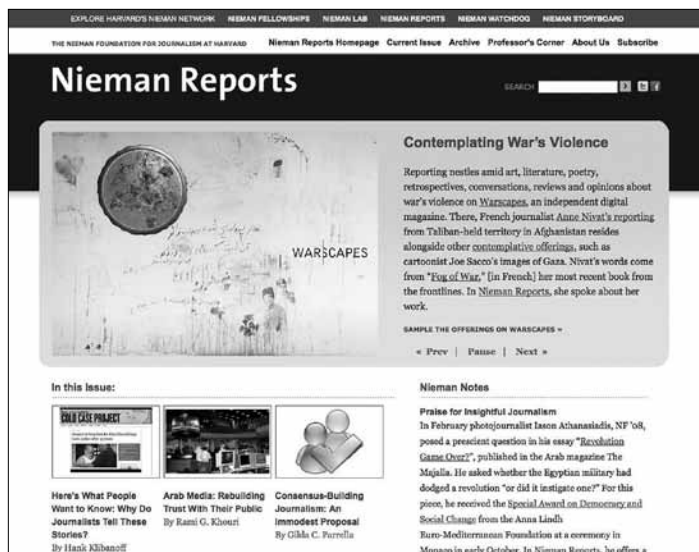 EXPLORE HARVARD'S NIEMAN NETWORK NIEMAN FELLOWSHIPS NIEMAN LAB NIEMAN REPORTS NIEMAN WATCHDOG NIEMAN STORYBOARD
THE NIEMAN FOUNDATION FOR JOURNALISM AT HARVARD Nieman Reports Homepage Current Issue Archive Professor's Corner About Us Subscribe
Nieman Reports
SEARCH
WARSCAPES
Contemplating War's Violence
Reporting nestles amid art, literature, poetry,
retrospectives, conversations, reviews and opinions about
war's violence on Warscapes, an independent digital
magazine. There, French journalist Anne Nivat's reporting
from Taliban-held territory in Afghanistan resides
alongside other contemplative offerings, such as
cartoonist Joe Sacco's images of Gaza. Nivat's words come
from "Fog of War," [in French] her most recent book from
the frontlines. In Nieman Reports, she spoke about her
work.
SAMPLE THE OFFERINGS ON WARSCAPES »
« Prev | Pause | Next »
In this Issue:
COLD CASE PROJECT
Here's What People
Want to Know: Why Do
Journalists Tell These
Stories?
By Hank Klibanoff
Arab Media: Rebuilding
Trust With Their Public
By Rami G. Khouri
Consensus-Building
Journalism: An
Immodest Proposal
By Gilda C. Parrella
Nieman Notes
Praise for Insightful Journalism
In February photojournalist Iason Athanasiadis, NF '08,
posed a prescient question in his essay "Revolution
Game Over?", published in the Arab magazine The
Majalla. He asked whether the Egyptian military had
dodged a revolution "or did it instigate one?" For this
piece, he received the Special Award on Democracy and
Social Change from the Anna Lindh
Euro-Mediterranean Foundation at a ceremony in
Monaco in early October. In Nieman Reports, he offers a